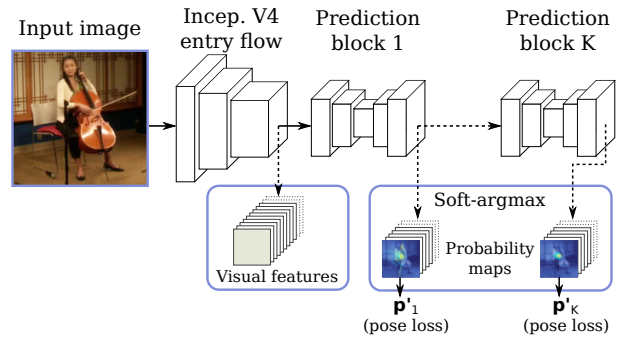 Input image
Incep. V4
entry flow
Prediction
block 1
Prediction
block K
Visual features
Soft-argmax
Probability
maps
p'1
(pose loss)
p'K
(pose loss)